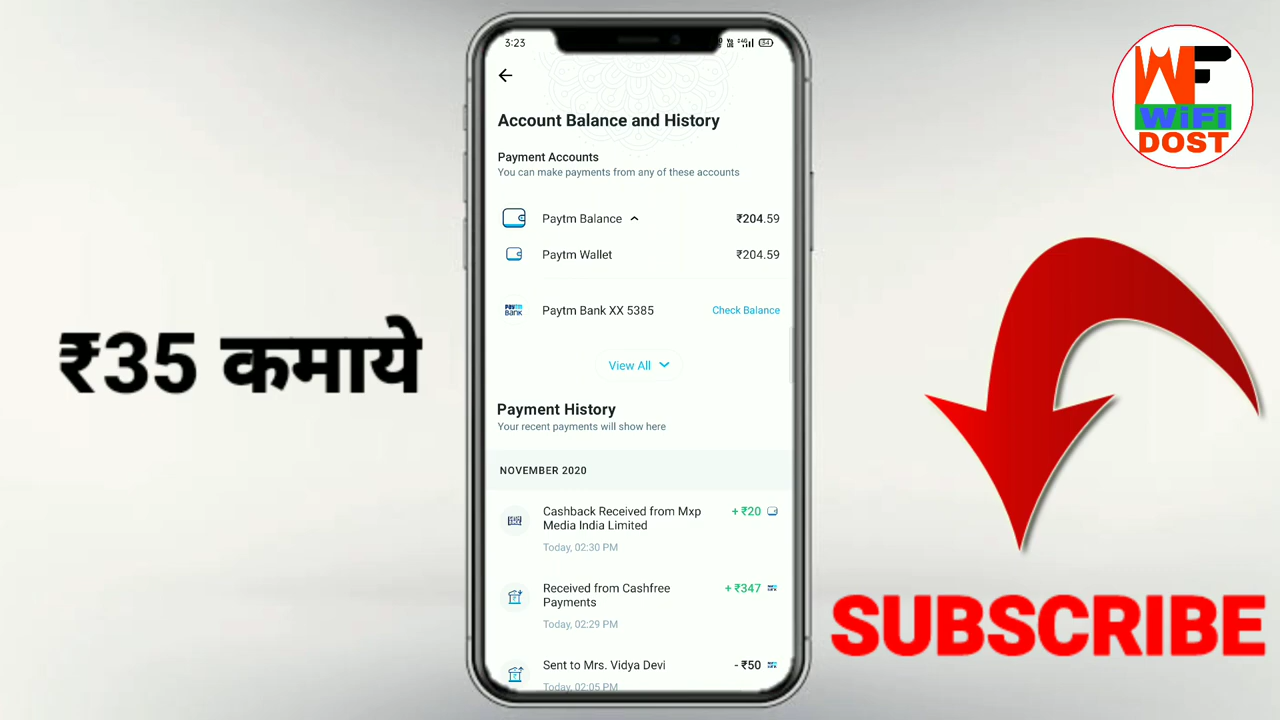 3:23
Account Balance and History
Payment Accounts
You can make payments from any of these accounts
Paytm Balance ₹204.59
Paytm Wallet ₹204.59
Paytm Bank XX 5385 Check Balance
View All
Payment History
Your recent payments will show here
NOVEMBER 2020
Cashback Received from Mxp + ₹20
Media India Limited
Today, 02:30 PM
Received from Cashfree + ₹347
Payments
Today, 02:29 PM
Sent to Mrs. Vidya Devi - ₹50
Today, 02:05 PM
₹35 कमाये
WF
WiFi
DOST
SUBSCRIBE